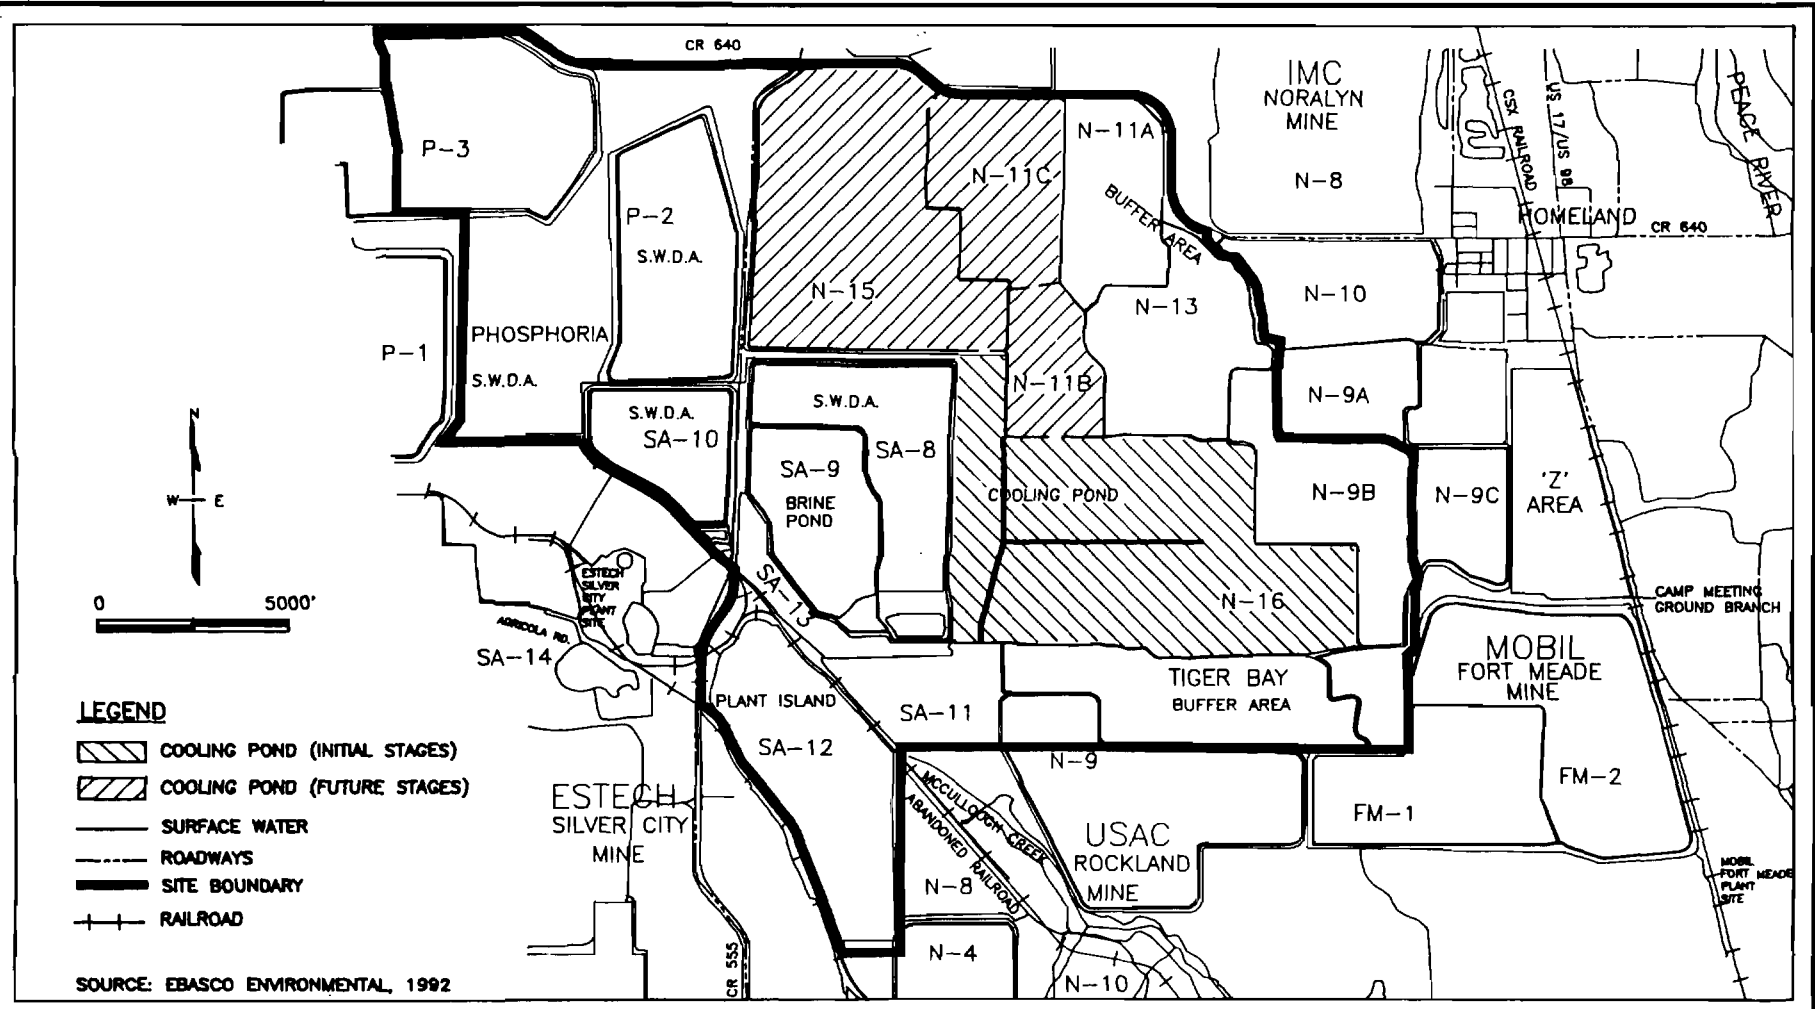 CR 640
IMC
NORALYN
MINE
N-8
CSX RAILROAD
US 17/US 98
PEACE RIVER
HOMELAND
CR 640
P-3
P-2
S.W.D.A.
N-11A
N-11C
BUFFER AREA
N-15
N-13
N-10
PHOSPHORIA
P-1
S.W.D.A.
N-11B
N-9A
S.W.D.A.
SA-10
S.W.D.A.
SA-8
SA-9
BRINE
POND
COOLING POND
N-9B
N-9C
'Z'
AREA
N
W
E
0
5000'
ESTECH
SILVER
CITY
PLANT
SITE
SA-13
N-16
CAMP MEETING
GROUND BRANCH
AGRICOLA RD.
SA-14
MOBIL
FORT MEADE
MINE
TIGER BAY
BUFFER AREA
PLANT ISLAND
SA-11
SA-12
N-9
FM-2
FM-1
MCCULLOUGH CREEK
ABANDONED RAILROAD
ESTECH
SILVER CITY
MINE
USAC
ROCKLAND
MINE
N-8
MOBIL
FORT MEADE
PLANT
SITE
N-4
N-10
CR 555
LEGEND
COOLING POND (INITIAL STAGES)
COOLING POND (FUTURE STAGES)
SURFACE WATER
ROADWAYS
SITE BOUNDARY
RAILROAD
SOURCE: EBASCO ENVIRONMENTAL, 1992